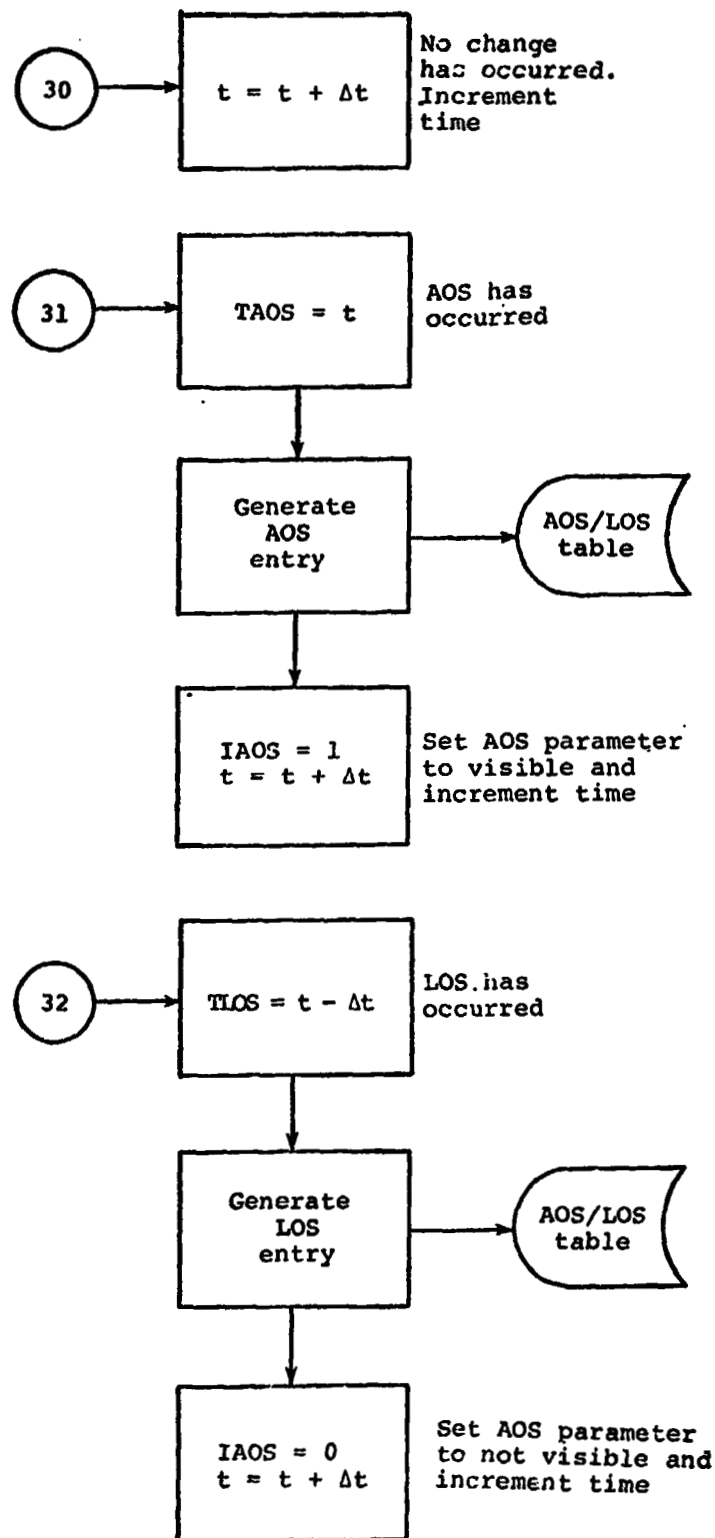 30
t = t + Δt
No change
has occurred.
Increment
time
31
TAOS = t
AOS has
occurred
Generate
AOS
entry
AOS/LOS
table
IAOS = 1
t = t + Δt
Set AOS parameter
to visible and
increment time
32
TLOS = t - Δt
LOS has
occurred
Generate
LOS
entry
AOS/LOS
table
IAOS = 0
t = t + Δt
Set AOS parameter
to not visible and
increment time